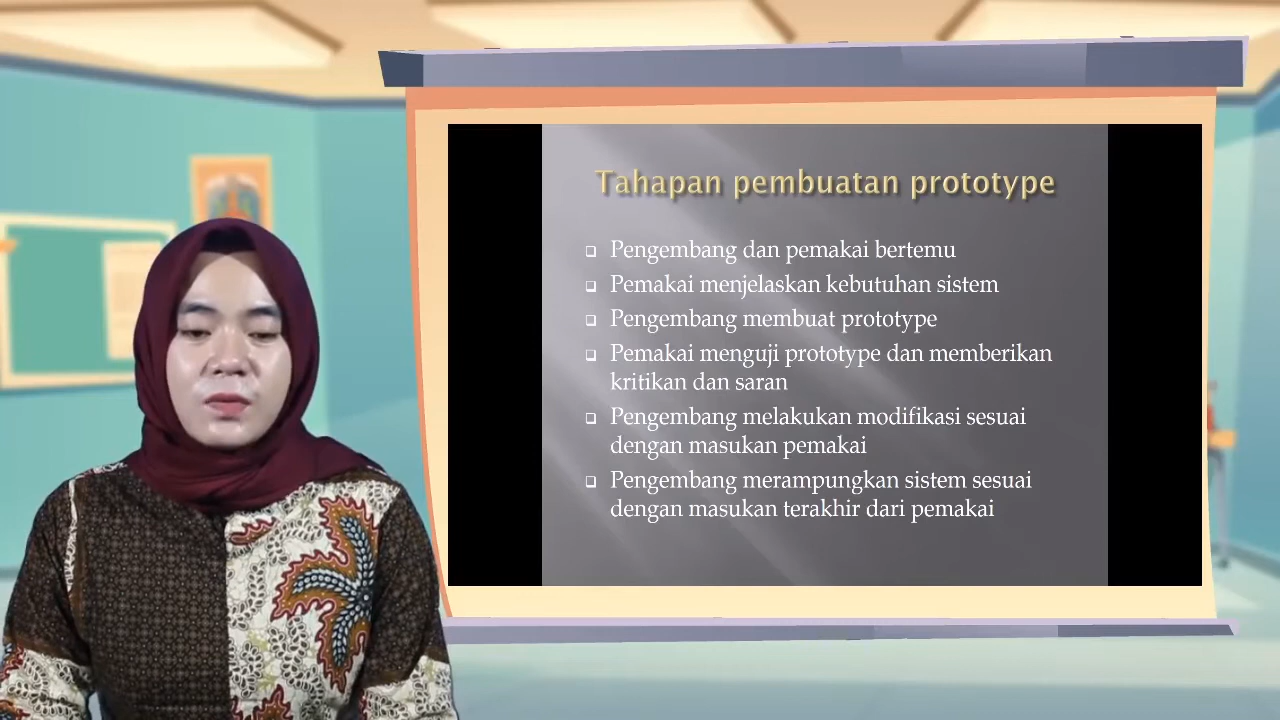 Tahapan pembuatan prototype
Pengembang dan pemakai bertemu
Pemakai menjelaskan kebutuhan sistem
Pengembang membuat prototype
Pemakai menguji prototype dan memberikan
kritikan dan saran
Pengembang melakukan modifikasi sesuai
dengan masukan pemakai
Pengembang merampungkan sistem sesuai
dengan masukan terakhir dari pemakai